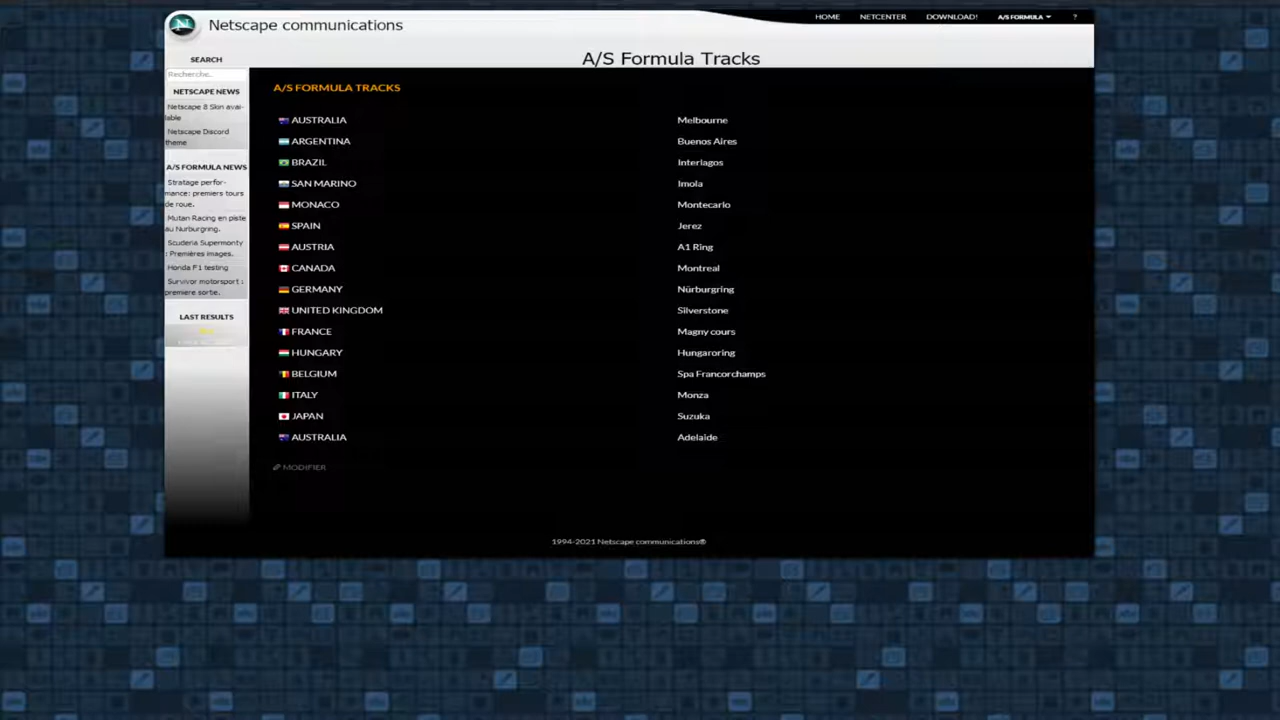 Netscape communications
HOME NETCENTER DOWNLOAD! A/S FORMULA ?
A/S Formula Tracks
SEARCH
Recherche..
NETSCAPE NEWS
Netscape 8 Skin avai-
lable
Netscape Discord
theme
A/S FORMULA NEWS
Stratage perfor-
mance: premiers tours
de roue.
Mutan Racing en piste
au Nurburgring.
Scuderia Supermonty
: Premières images.
Honda F1 testing
Survivor motorsport :
premiere sortie.
LAST RESULTS
A/S FORMULA TRACKS
AUSTRALIA Melbourne
ARGENTINA Buenos Aires
BRAZIL Interlagos
SAN MARINO Imola
MONACO Montecarlo
SPAIN Jerez
AUSTRIA A1 Ring
CANADA Montreal
GERMANY Nürburgring
UNITED KINGDOM Silverstone
FRANCE Magny cours
HUNGARY Hungaroring
BELGIUM Spa Francorchamps
ITALY Monza
JAPAN Suzuka
AUSTRALIA Adelaide
MODIFIER
1994-2021 Netscape communications®